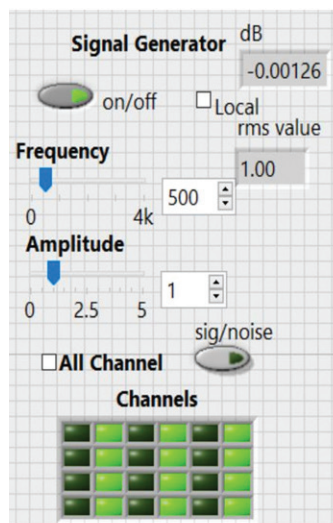 Signal Generator
dB
-0.00126
on/off
Local
rms value
1.00
Frequency
500
0 4k
Amplitude
1
0 2.5 5
sig/noise
All Channel
Channels